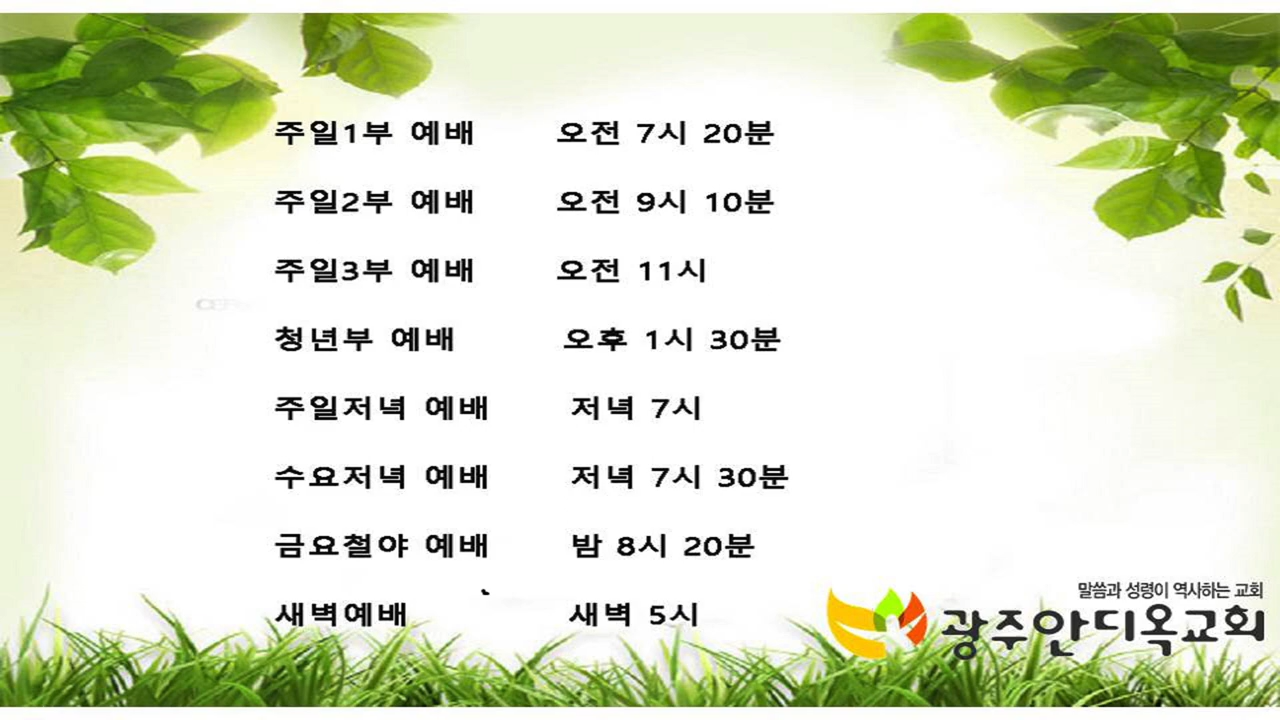 주일1부 예배 오전 7시 20분
주일2부 예배 오전 9시 10분
주일3부 예배 오전 11시
청년부 예배 오후 1시 30분
주일저녁 예배 저녁 7시
수요저녁 예배 저녁 7시 30분
금요철야 예배 밤 8시 20분
새벽예배 새벽 5시
말씀과 성령이 역사하는 교회
광주안디옥교회